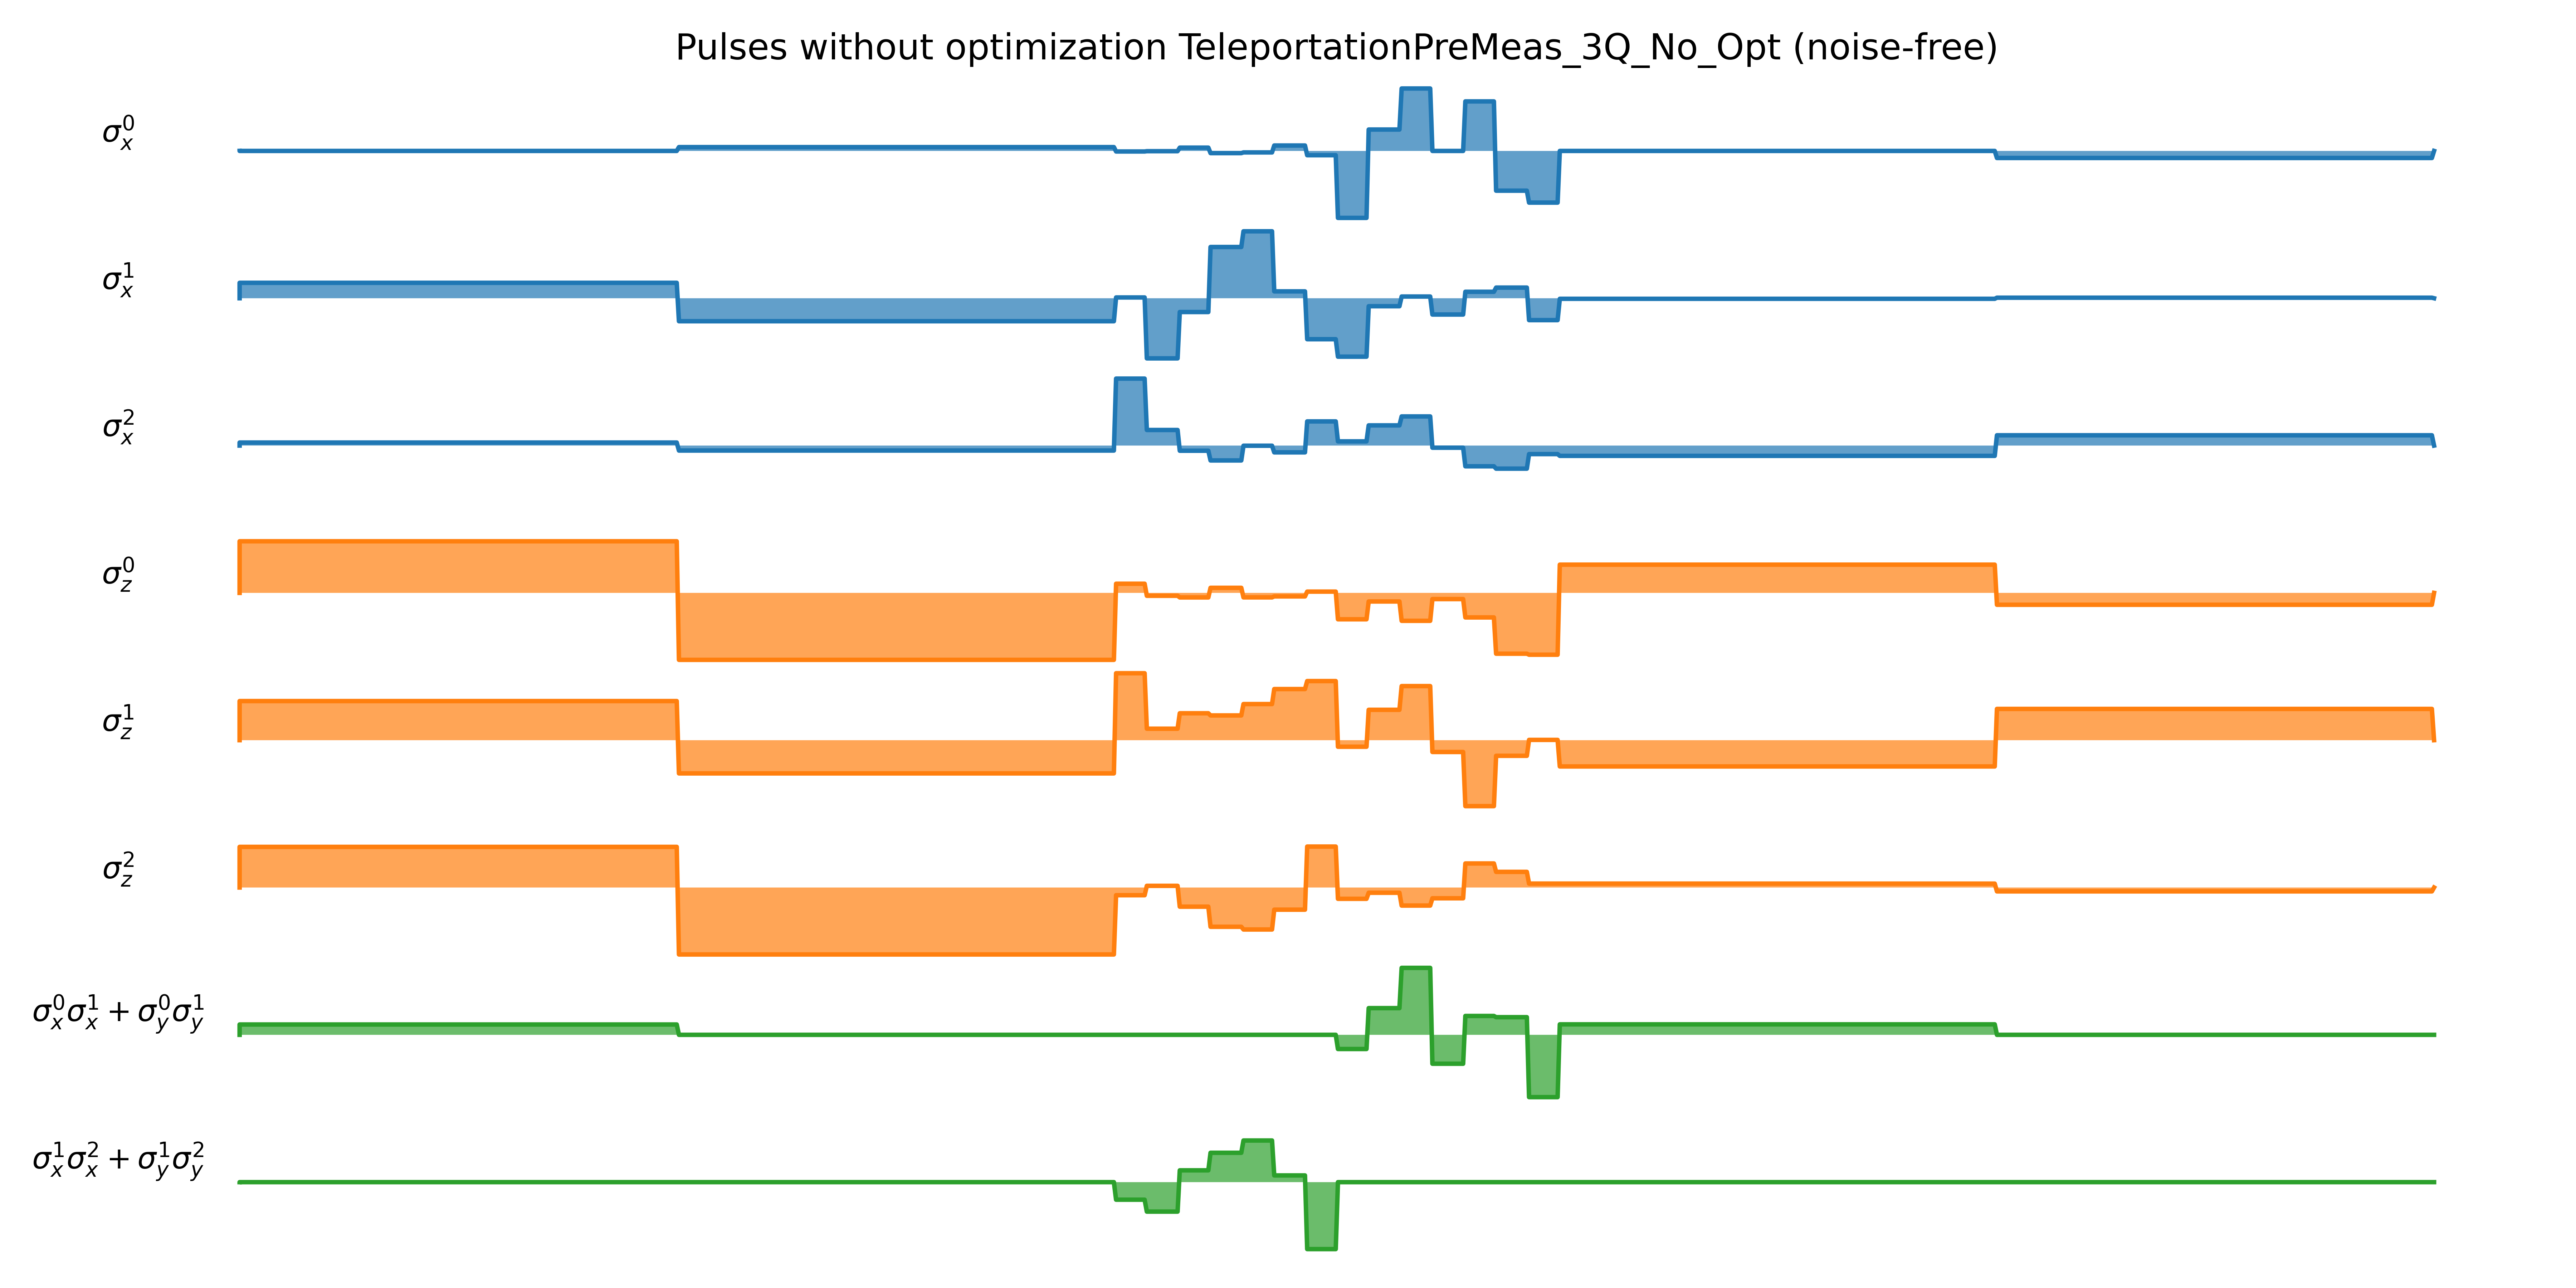 Pulses without optimization TeleportationPreMeas_3Q_No_Opt (noise-free)
σ_x^0
σ_x^1
σ_x^2
σ_z^0
σ_z^1
σ_z^2
σ_x^0σ_x^1 + σ_y^0σ_y^1
σ_x^1σ_x^2 + σ_y^1σ_y^2